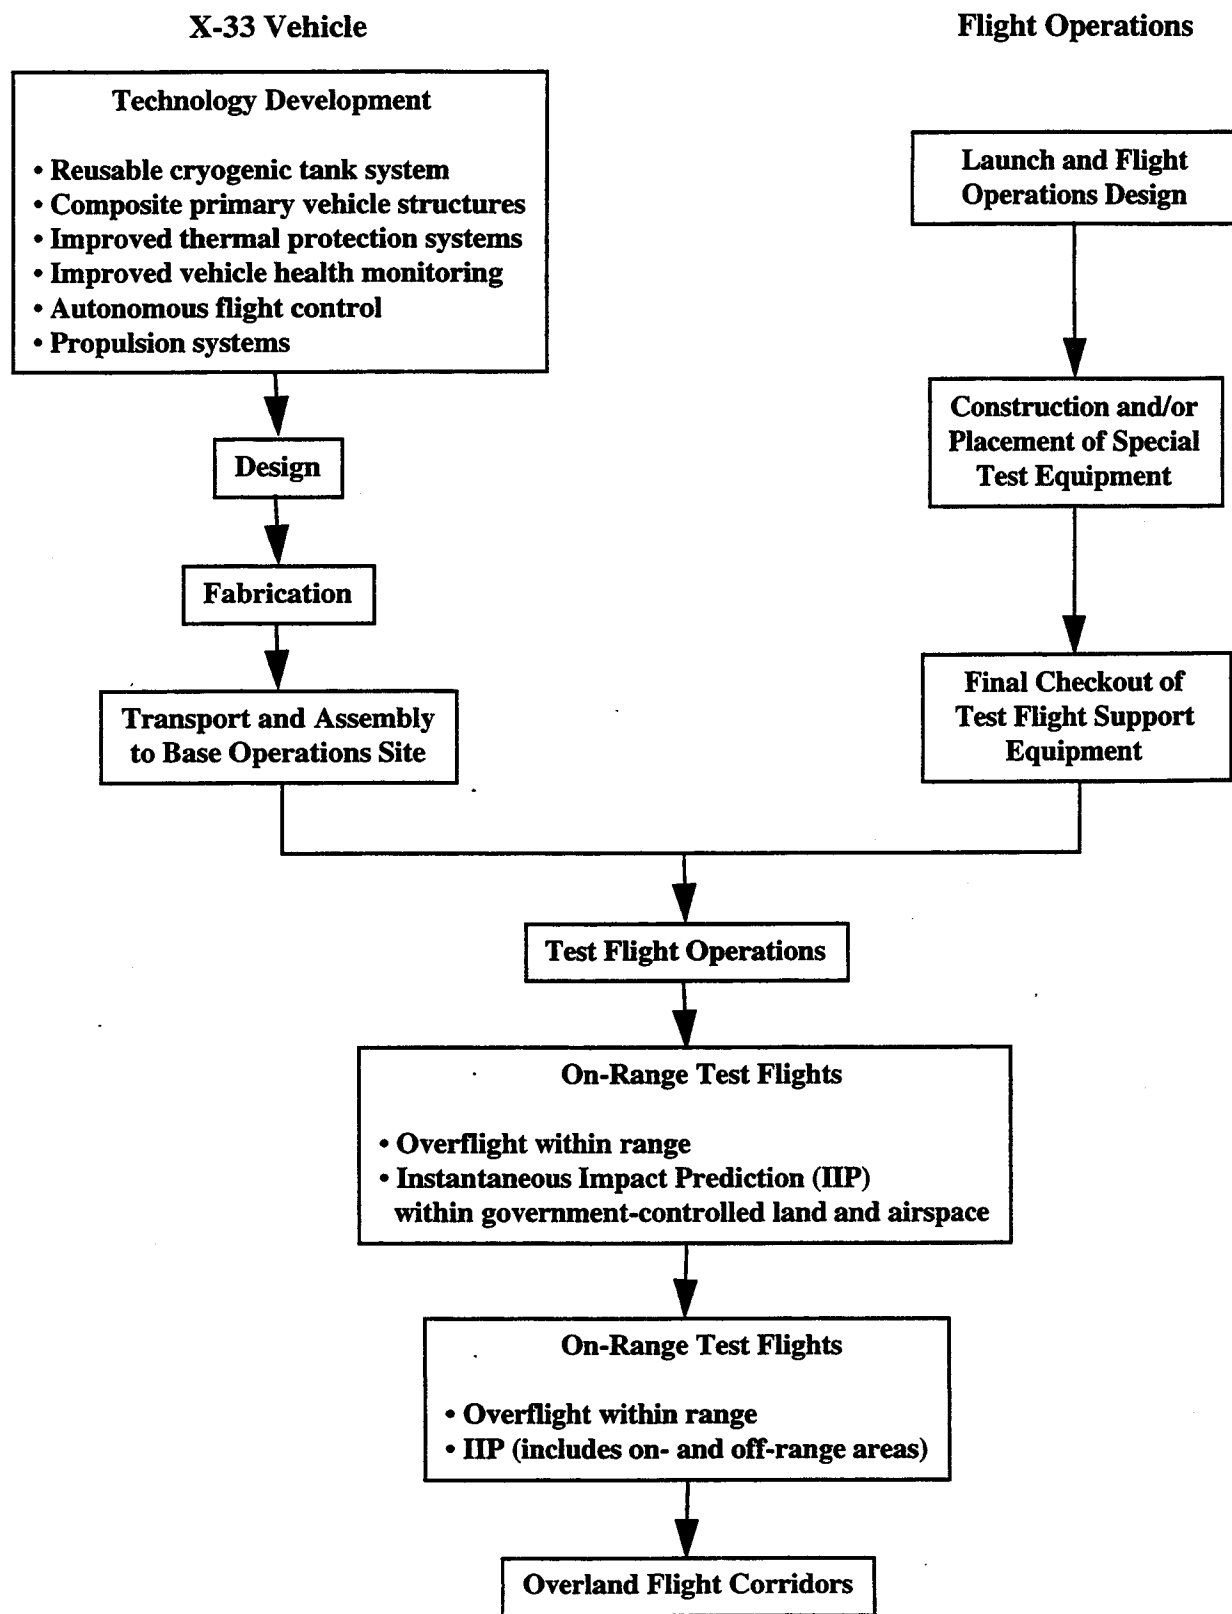 X-33 Vehicle
Technology Development
• Reusable cryogenic tank system
• Composite primary vehicle structures
• Improved thermal protection systems
• Improved vehicle health monitoring
• Autonomous flight control
• Propulsion systems
Design
Fabrication
Transport and Assembly
to Base Operations Site
Flight Operations
Launch and Flight
Operations Design
Construction and/or
Placement of Special
Test Equipment
Final Checkout of
Test Flight Support
Equipment
Test Flight Operations
On-Range Test Flights
• Overflight within range
• Instantaneous Impact Prediction (IIP)
within government-controlled land and airspace
On-Range Test Flights
• Overflight within range
• IIP (includes on- and off-range areas)
Overland Flight Corridors